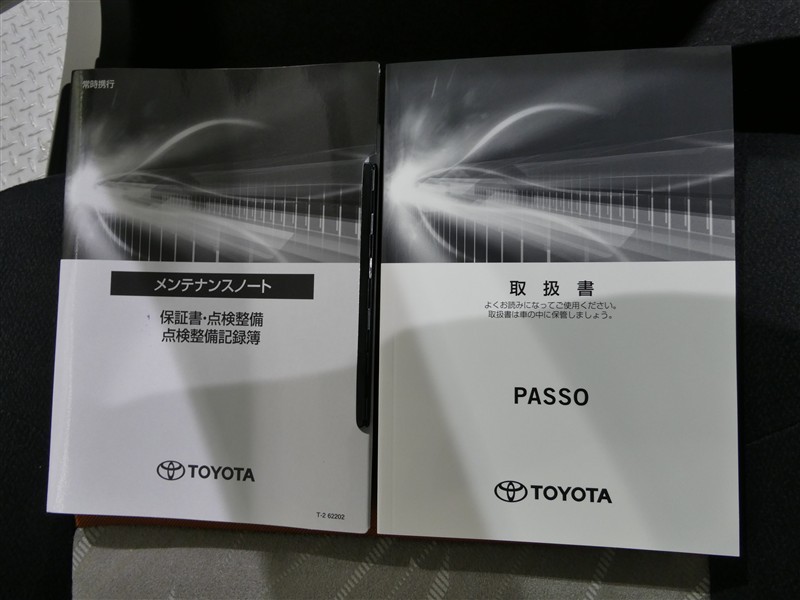 常時携行
メンテナンスノート
保証書・点検整備
点検整備記録簿
TOYOTA
T-2 62202
取扱書
よくお読みになってご使用ください。
取扱書は車の中に保管しましょう。
PASSO
TOYOTA